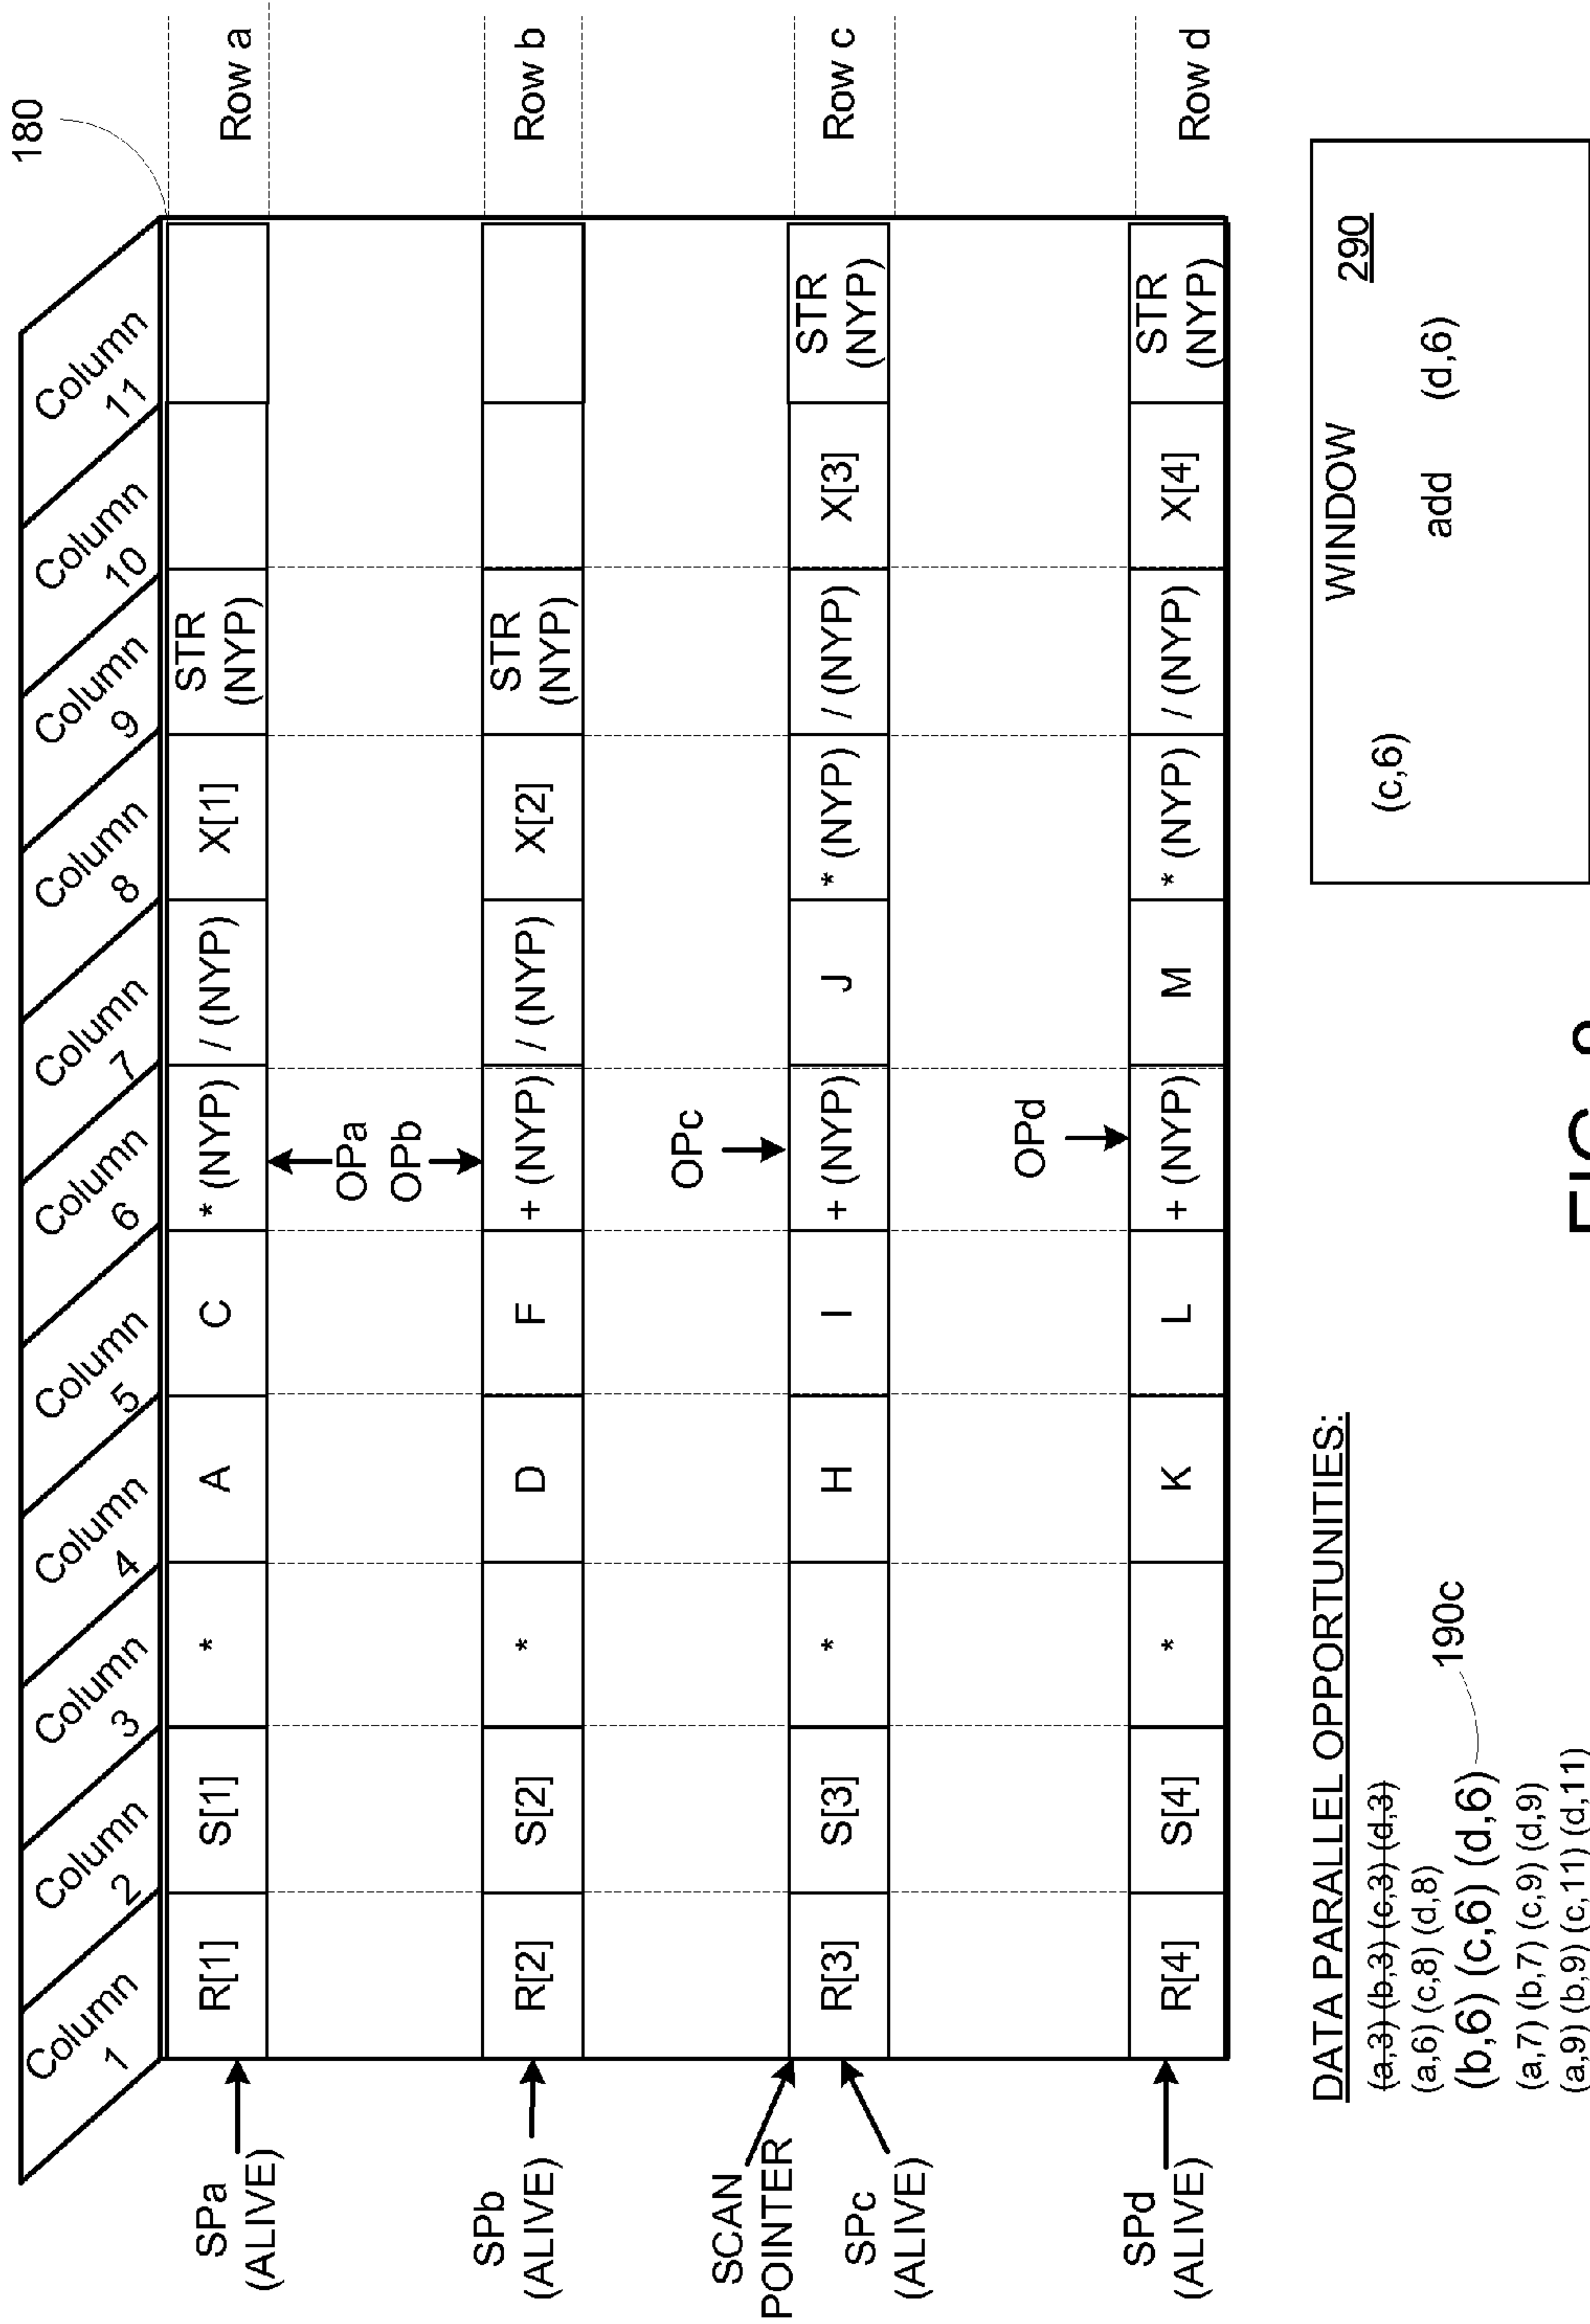 180
Column 1
Column 2
Column 3
Column 4
Column 5
Column 6
Column 7
Column 8
Column 9
Column 10
Column 11
SPa
(ALIVE)
R[1] S[1] * A C * (NYP) / (NYP) X[1] STR (NYP)
Row a
OPa
OPb
SPb
(ALIVE)
R[2] S[2] * D F + (NYP) / (NYP) X[2] STR (NYP)
Row b
OPc
SCAN
POINTER
SPc
(ALIVE)
R[3] S[3] * H I + (NYP) J * (NYP) / (NYP) X[3] STR (NYP)
Row c
OPd
SPd
(ALIVE)
R[4] S[4] * K L + (NYP) M * (NYP) / (NYP) X[4] STR (NYP)
Row d
DATA PARALLEL OPPORTUNITIES:
(a,3) (b,3) (c,3) (d,3)
(a,6) (c,8) (d,8)
(b,6) (c,6) (d,6)
190c
(a,7) (b,7) (c,9) (d,9)
(a,9) (b,9) (c,11) (d,11)
WINDOW 290
(c,6)
add (d,6)